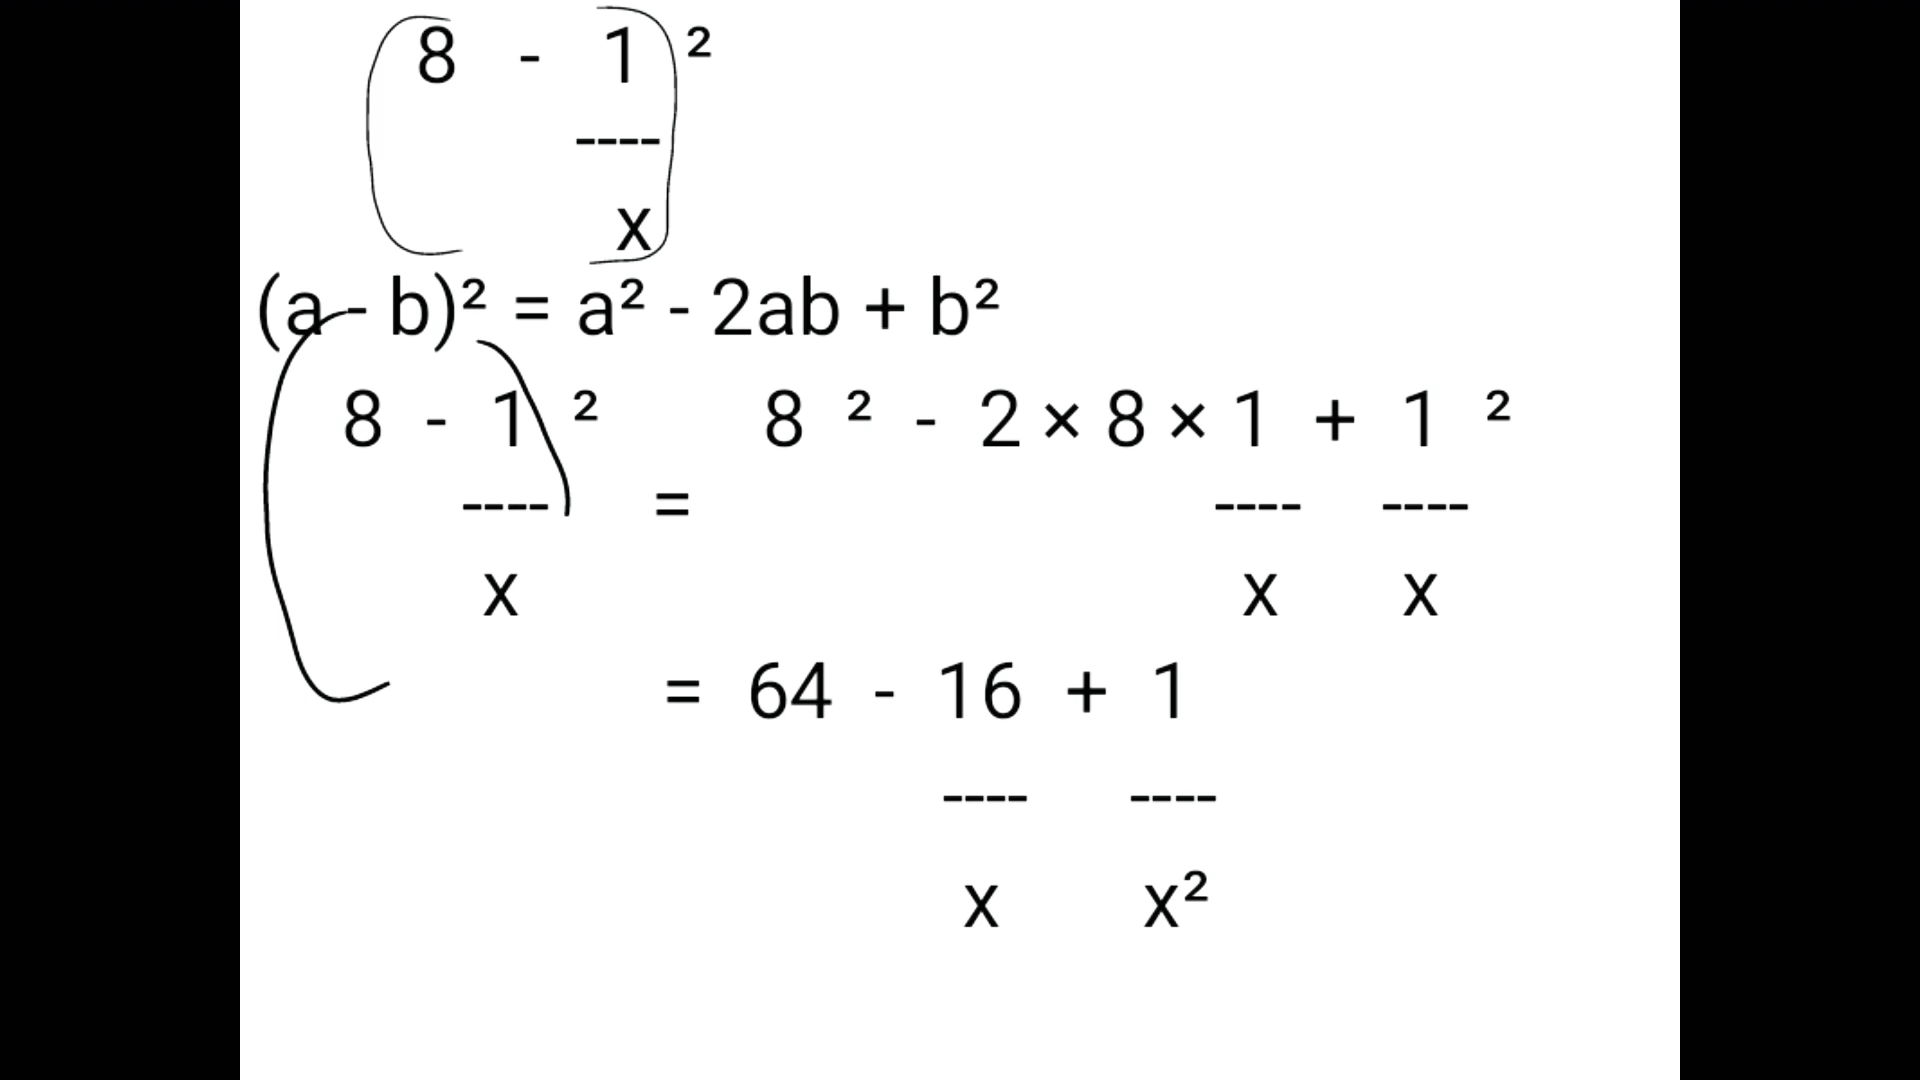 8 - 1 ²
----
x
(a - b)² = a² - 2ab + b²
8 - 1 ² 8 ² - 2 × 8 × 1 + 1 ²
---- = ---- ----
x x x
= 64 - 16 + 1
---- ----
x x²